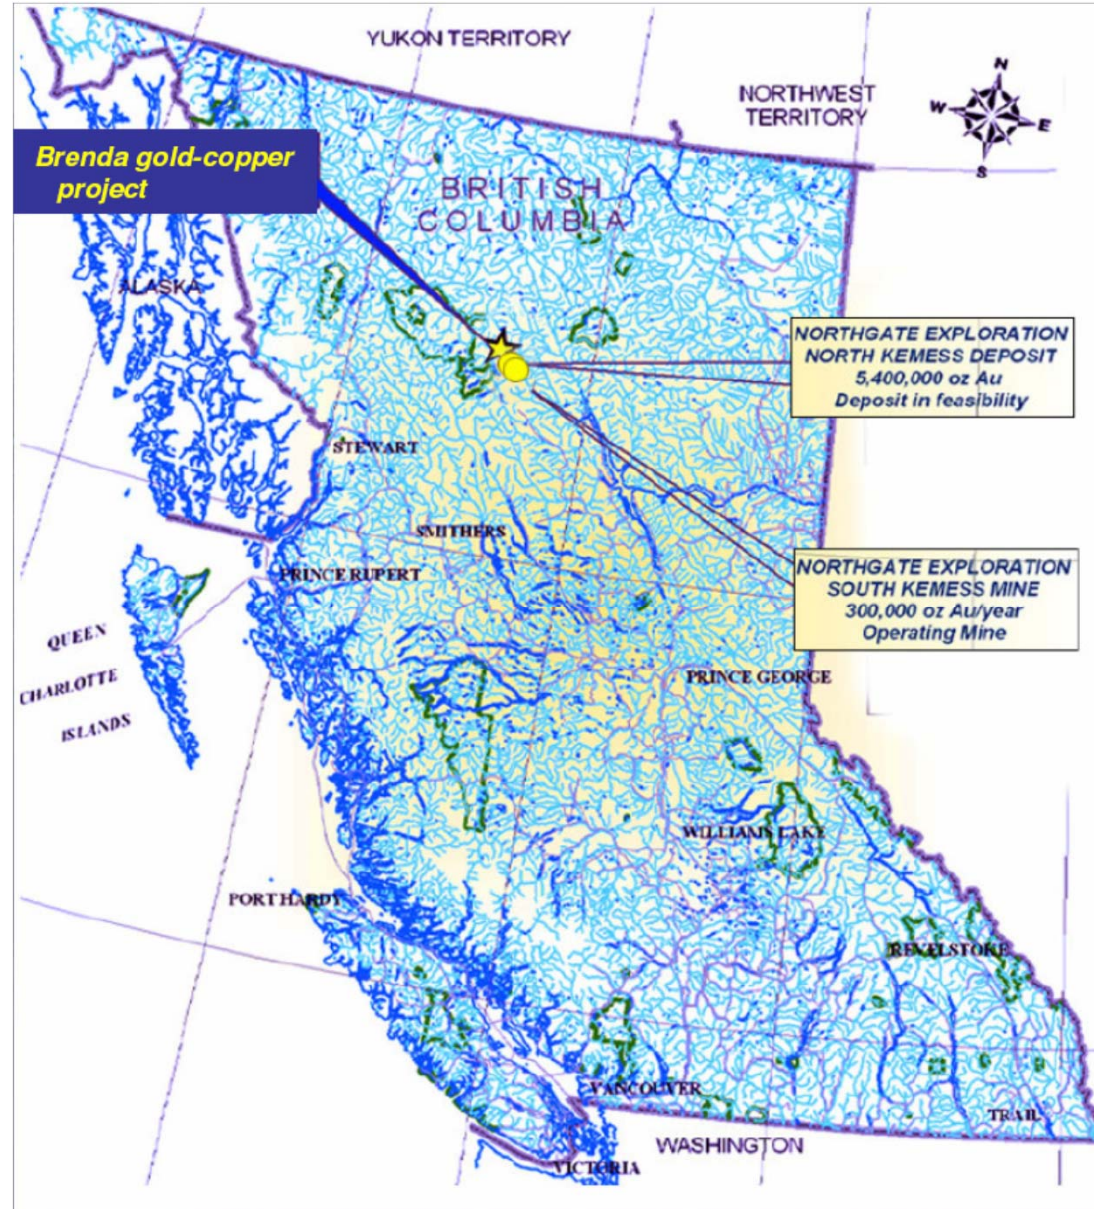 YUKON TERRITORY
NORTHWEST
TERRITORY
N
W
E
S
Brenda gold-copper
project
BRITISH
COLUMBIA
ALASKA
NORTHGATE EXPLORATION
NORTH KEMESS DEPOSIT
5,400,000 oz Au
Deposit in feasibility
STEWART
SMITHERS
NORTHGATE EXPLORATION
SOUTH KEMESS MINE
300,000 oz Au/year
Operating Mine
PRINCE RUPERT
QUEEN
CHARLOTTE
ISLANDS
PRINCE GEORGE
WILLIAMS LAKE
PORT HARDY
REVELSTOKE
VANCOUVER
TRAIL
WASHINGTON
VICTORIA